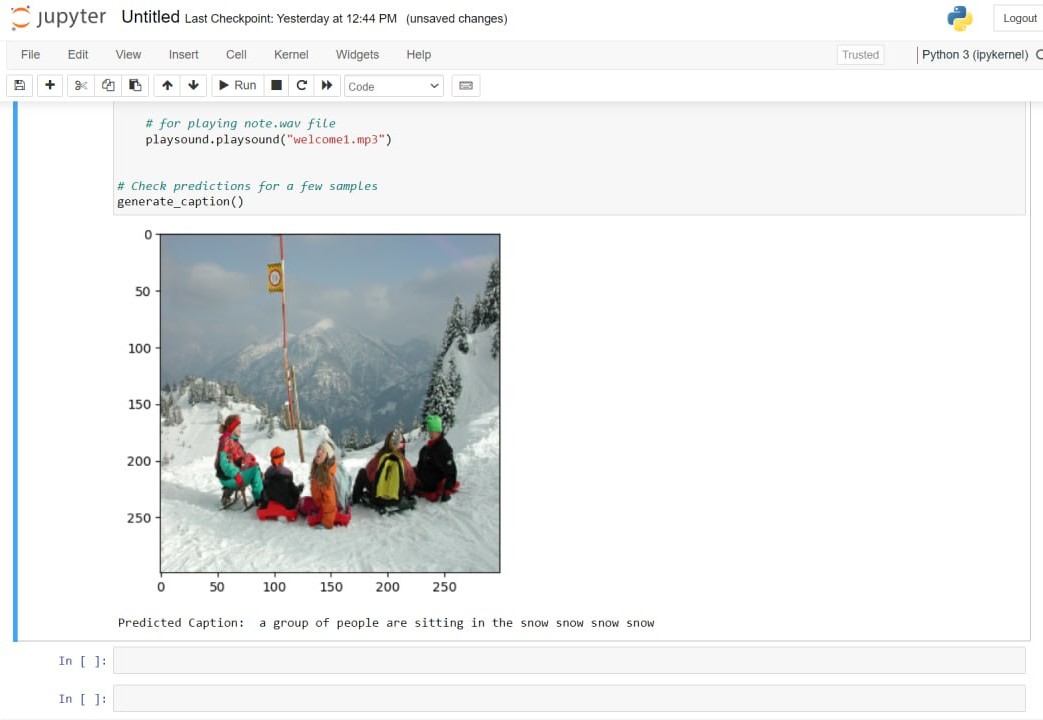 jupyter Untitled Last Checkpoint: Yesterday at 12:44 PM (unsaved changes) Logout
File Edit View Insert Cell Kernel Widgets Help Trusted Python 3 (ipykernel)
Run Code
# for playing note.wav file
playsound.playsound("welcome1.mp3")
# Check predictions for a few samples
generate_caption()
0
50
100
150
200
250
0 50 100 150 200 250
Predicted Caption: a group of people are sitting in the snow snow snow snow
In [ ]:
In [ ]: